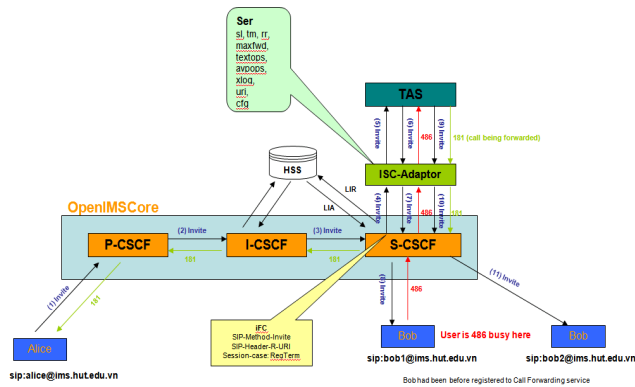 Ser
sl, tm, rr,
maxfwd,
textops,
avpops,
xlog,
uri,
cfg
TAS
(5) Invite
(6) Invite
486
(9) Invite
181 (call being forwarded)
HSS
ISC-Adaptor
LIR
LIA
(4) Invite
(7) Invite
486
(10) Invite
181
OpenIMSCore
P-CSCF
(2) Invite
181
I-CSCF
(3) Invite
181
S-CSCF
(1) Invite
181
486
(11) Invite
iFC
SIP-Method-Invite
SIP-Header-R-URI
Session-case: RegTerm
Alice
Bob
User is 486 busy here
Bob
sip:alice@ims.hut.edu.vn
sip:bob1@ims.hut.edu.vn
sip:bob2@ims.hut.edu.vn
Bob had been before registered to Call Forwarding service